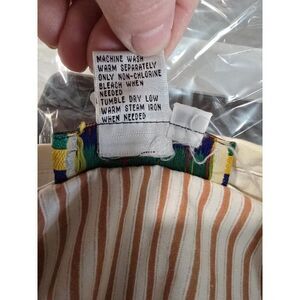 MACHINE WASH
WARM SEPARATELY
ONLY NON-CHLORINE
BLEACH WHEN
NEEDED
TUMBLE DRY LOW
WARM STEAM IRON
WHEN NEEDED